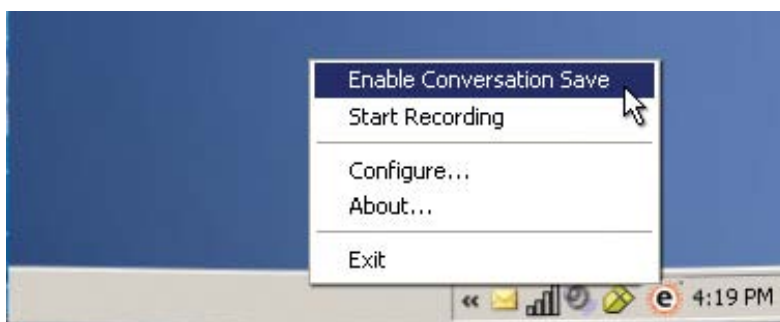 Enable Conversation Save
Start Recording
Configure...
About...
Exit
« e 4:19 PM